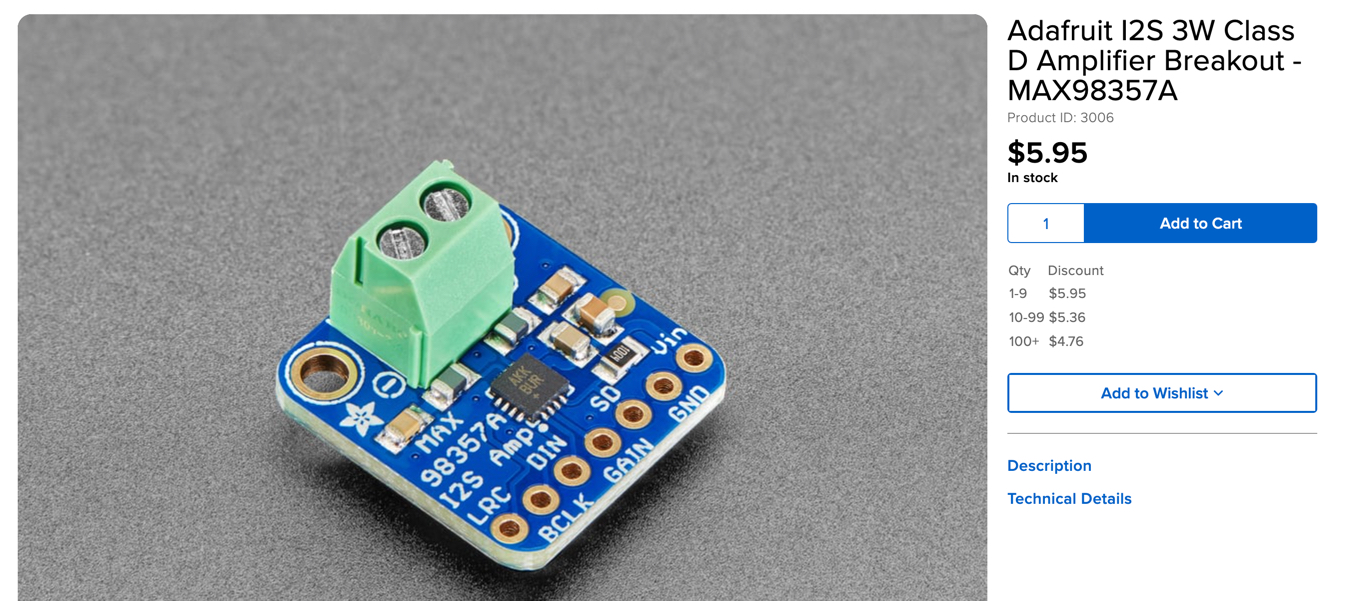 Adafruit I2S 3W Class
D Amplifier Breakout -
MAX98357A
Product ID: 3006
$5.95
In stock
1
Add to Cart
Qty Discount
1-9 $5.95
10-99 $5.36
100+ $4.76
Add to Wishlist
Description
Technical Details
MAX
98357A
I2S Amp
LRC
BCLK
DIN
GAIN
SD
GND
Vin
AKK
BUR
1001